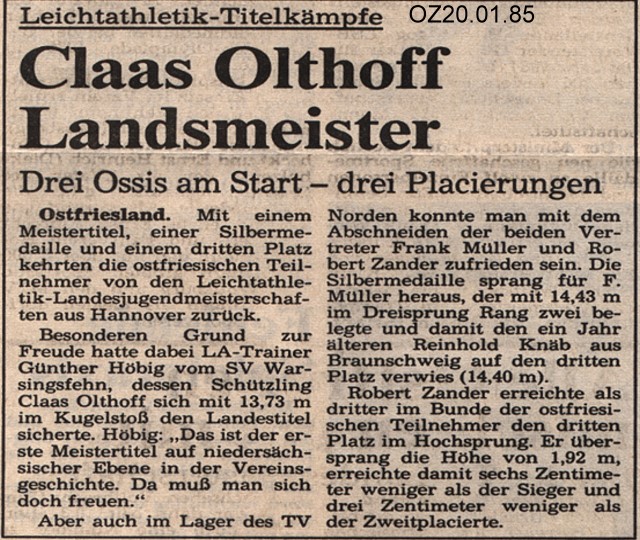 Leichtathletik-Titelkämpfe
OZ20.01.85
Claas Olthoff
Landsmeister
Drei Ossis am Start – drei Placierungen
Ostfriesland. Mit einem
Meistertitel, einer Silberme-
daille und einem dritten Platz
kehrten die ostfriesischen Teil-
nehmer von den Leichtathle-
tik-Landesjugendmeisterschaf-
ten aus Hannover zurück.
Besonderen Grund zur
Freude hatte dabei LA-Trainer
Günther Höbig vom SV War-
singsfehn, dessen Schützling
Claas Olthoff sich mit 13,73 m
im Kugelstoß den Landestitel
sicherte. Höbig: „Das ist der er-
ste Meistertitel auf niedersäch-
sischer Ebene in der Vereins-
geschichte. Da muß man sich
doch freuen.“
Aber auch im Lager des TV
Norden konnte man mit dem
Abschneiden der beiden Ver-
treter Frank Müller und Ro-
bert Zander zufrieden sein. Die
Silbermedaille sprang für F.
Müller heraus, der mit 14,43 m
im Dreisprung Rang zwei be-
legte und damit den ein Jahr
älteren Reinhold Knäb aus
Braunschweig auf den dritten
Platz verwies (14,40 m).
Robert Zander erreichte als
dritter im Bunde der ostfriesi-
schen Teilnehmer den dritten
Platz im Hochsprung. Er über-
sprang die Höhe von 1,92 m,
erreichte damit sechs Zentime-
ter weniger als der Sieger und
drei Zentimeter weniger als
der Zweitplacierte.